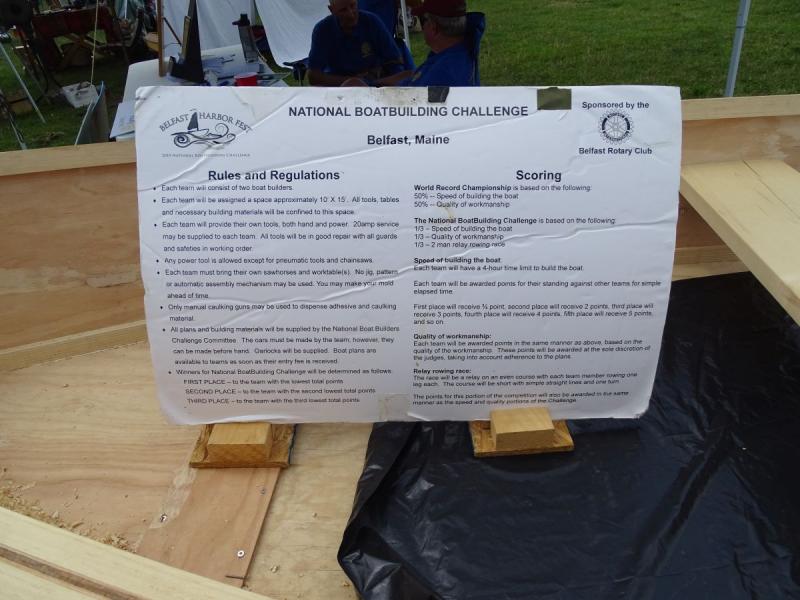 BELFAST HARBOR FEST
NATIONAL BOATBUILDING CHALLENGE
Belfast, Maine
Sponsored by the
Belfast Rotary Club
Rules and Regulations
• Each team will consist of two boat builders.
• Each team will be assigned a space approximately 10' X 15'. All tools, tables
and necessary building materials will be confined to this space.
• Each team will provide their own tools, both hand and power. 20amp service
may be supplied to each team. All tools will be in good repair with all guards
and safeties in working order.
• Any power tool is allowed except for pneumatic tools and chainsaws.
• Each team must bring their own sawhorses and worktable(s). No jig, pattern
or automatic assembly mechanism may be used. You may make your mold
ahead of time.
• Only manual caulking guns may be used to dispense adhesive and caulking
material.
• All plans and building materials will be supplied by the National Boat Builders
Challenge Committee. The oars must be made by the team; however, they
can be made before hand. Oarlocks will be supplied. Boat plans are
available to teams as soon as their entry fee is received.
• Winners for National BoatBuilding Challenge will be determined as follows:
FIRST PLACE – to the team with the lowest total points
SECOND PLACE – to the team with the second lowest total points
THIRD PLACE – to the team with the third lowest total points
Scoring
World Record Championship is based on the following:
50% -- Speed of building the boat
50% -- Quality of workmanship
The National BoatBuilding Challenge is based on the following:
1/3 – Speed of building the boat
1/3 – Quality of workmanship
1/3 – 2 man relay rowing race
Speed of building the boat:
Each team will have a 4-hour time limit to build the boat.
Each team will be awarded points for their standing against other teams for simple
elapsed time.
First place will receive ¾ point, second place will receive 2 points, third place will
receive 3 points, fourth place will receive 4 points, fifth place will receive 5 points,
and so on.
Quality of workmanship:
Each team will be awarded points in the same manner as above, based on the
quality of the workmanship. These points will be awarded at the sole discretion of
the judges, taking into account adherence to the plans.
Relay rowing race:
The race will be a relay on an even course with each team member rowing one
leg each. The course will be short with simple straight lines and one turn.
The points for this portion of the competition will also be awarded in the same
manner as the speed and quality portions of the Challenge.